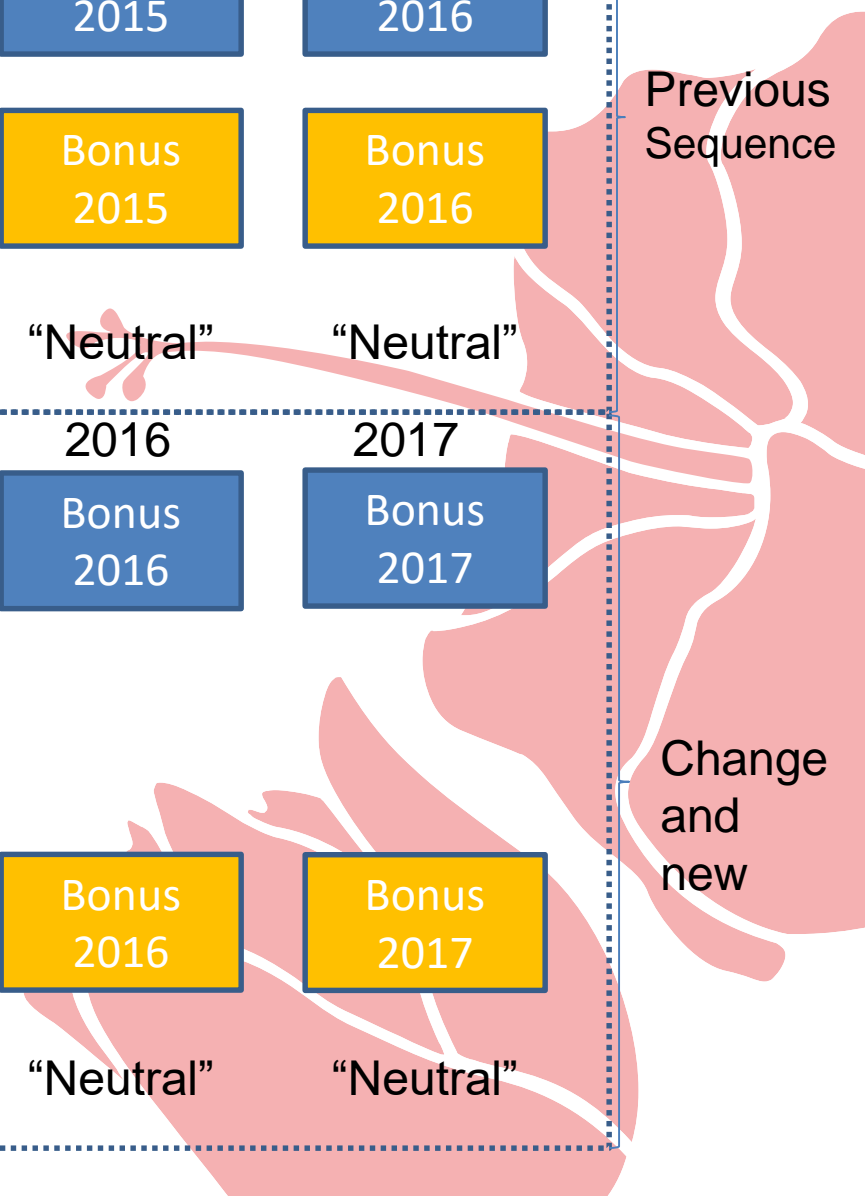 2015
2016
Previous
Sequence
Bonus
2015
Bonus
2016
“Neutral”
“Neutral”
2016
2017
Bonus
2016
Bonus
2017
Change
and
new
Bonus
2016
Bonus
2017
“Neutral”
“Neutral”